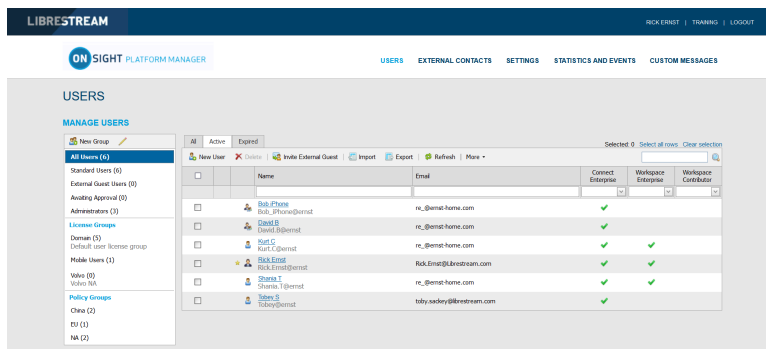 LIBRESTREAM
RICK ERNST | TRAINING | LOGOUT
ON SIGHT PLATFORM MANAGER
USERS EXTERNAL CONTACTS SETTINGS STATISTICS AND EVENTS CUSTOM MESSAGES
USERS
MANAGE USERS
New Group
All Users (6)
Standard Users (6)
External Guest Users (0)
Awaiting Approval (0)
Administrators (3)
License Groups
Domain (5)
Default user license group
Mobile Users (1)
Volvo (0)
Volvo NA
Policy Groups
China (2)
EU (1)
NA (2)
All Active Expired
Selected: 0 Select all rows Clear selection
New User Delete | Invite External Guest | Import Export | Refresh | More
Name Email Connect Enterprise Workspace Enterprise Workspace Contributor
Bob iPhone re_@ernst-home.com
Bob_iPhone@ernst
David B re_@ernst-home.com
David.B@ernst
Kurt C re_@ernst-home.com
Kurt.C@ernst
Rick Ernst Rick.Ernst@Librestream.com
Rick.Ernst@ernst
Shania T re_@ernst-home.com
Shania.T@ernst
Tobey S toby.sackey@librestream.com
Tobey@ernst